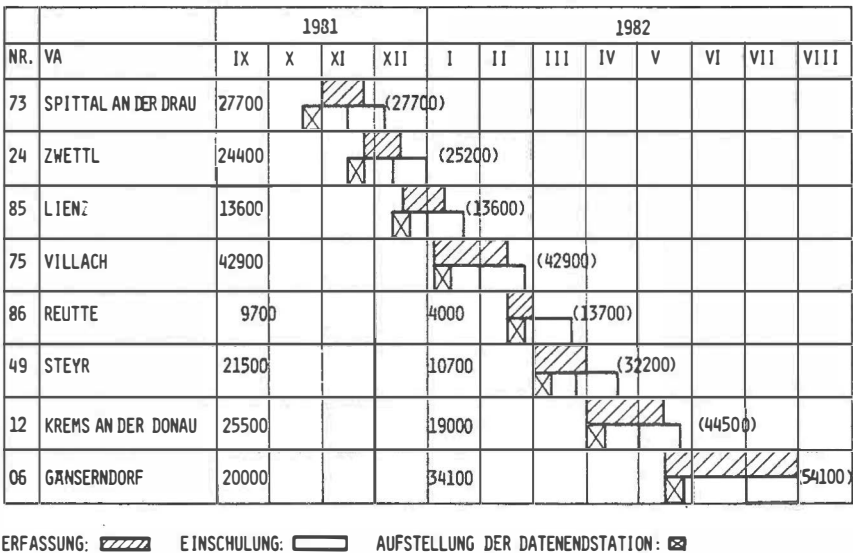 1981 1982
NR. VA IX X XI XII I II III IV V VI VII VIII
73 SPITTAL AN DER DRAU 27700 (27700)
24 ZWETTL 24400 (25200)
85 LIENZ 13600 (13600)
75 VILLACH 42900 (42900)
86 REUTTE 9700 4000 (13700)
49 STEYR 21500 10700 (32200)
12 KREMS AN DER DONAU 25500 19000 (44500)
06 GÄNSERNDORF 20000 34100 (54100)
ERFASSUNG: EINSCHULUNG: AUFSTELLUNG DER DATENENDSTATION: